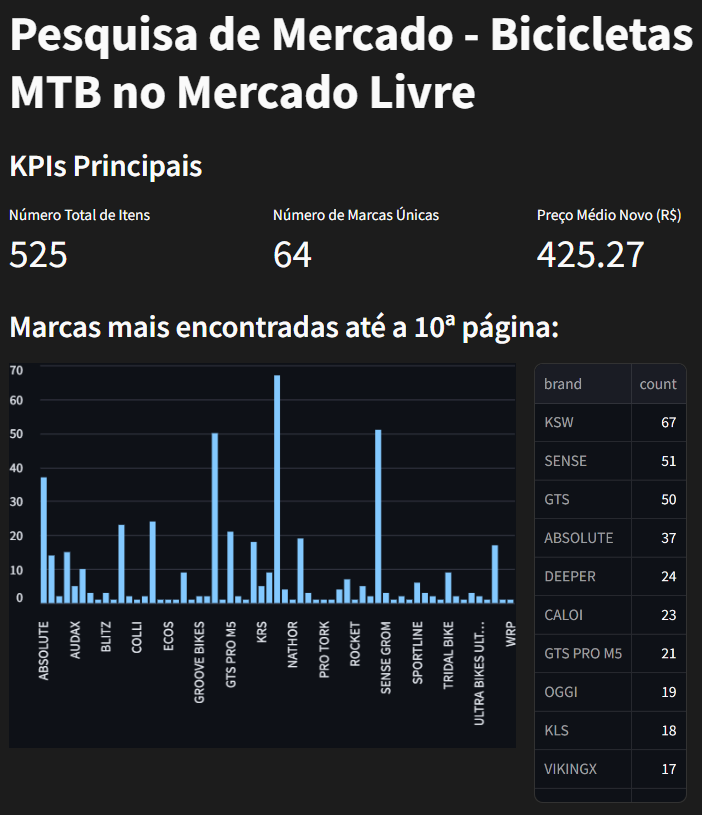 Pesquisa de Mercado - Bicicletas
MTB no Mercado Livre
KPIs Principais
Número Total de Itens
Número de Marcas Únicas
Preço Médio Novo (R$)
525
64
425.27
Marcas mais encontradas até a 10ª página:
70
60
50
40
30
20
10
0
ABSOLUTE
AUDAX
BLITZ
COLLI
ECOS
GROOVE BIKES
GTS PRO M5
KRS
NATHOR
PRO TORK
ROCKET
SENSE GROM
SPORTLINE
TRIDAL BIKE
ULTRA BIKES ULT...
WRP
brand count
KSW 67
SENSE 51
GTS 50
ABSOLUTE 37
DEEPER 24
CALOI 23
GTS PRO M5 21
OGGI 19
KLS 18
VIKINGX 17